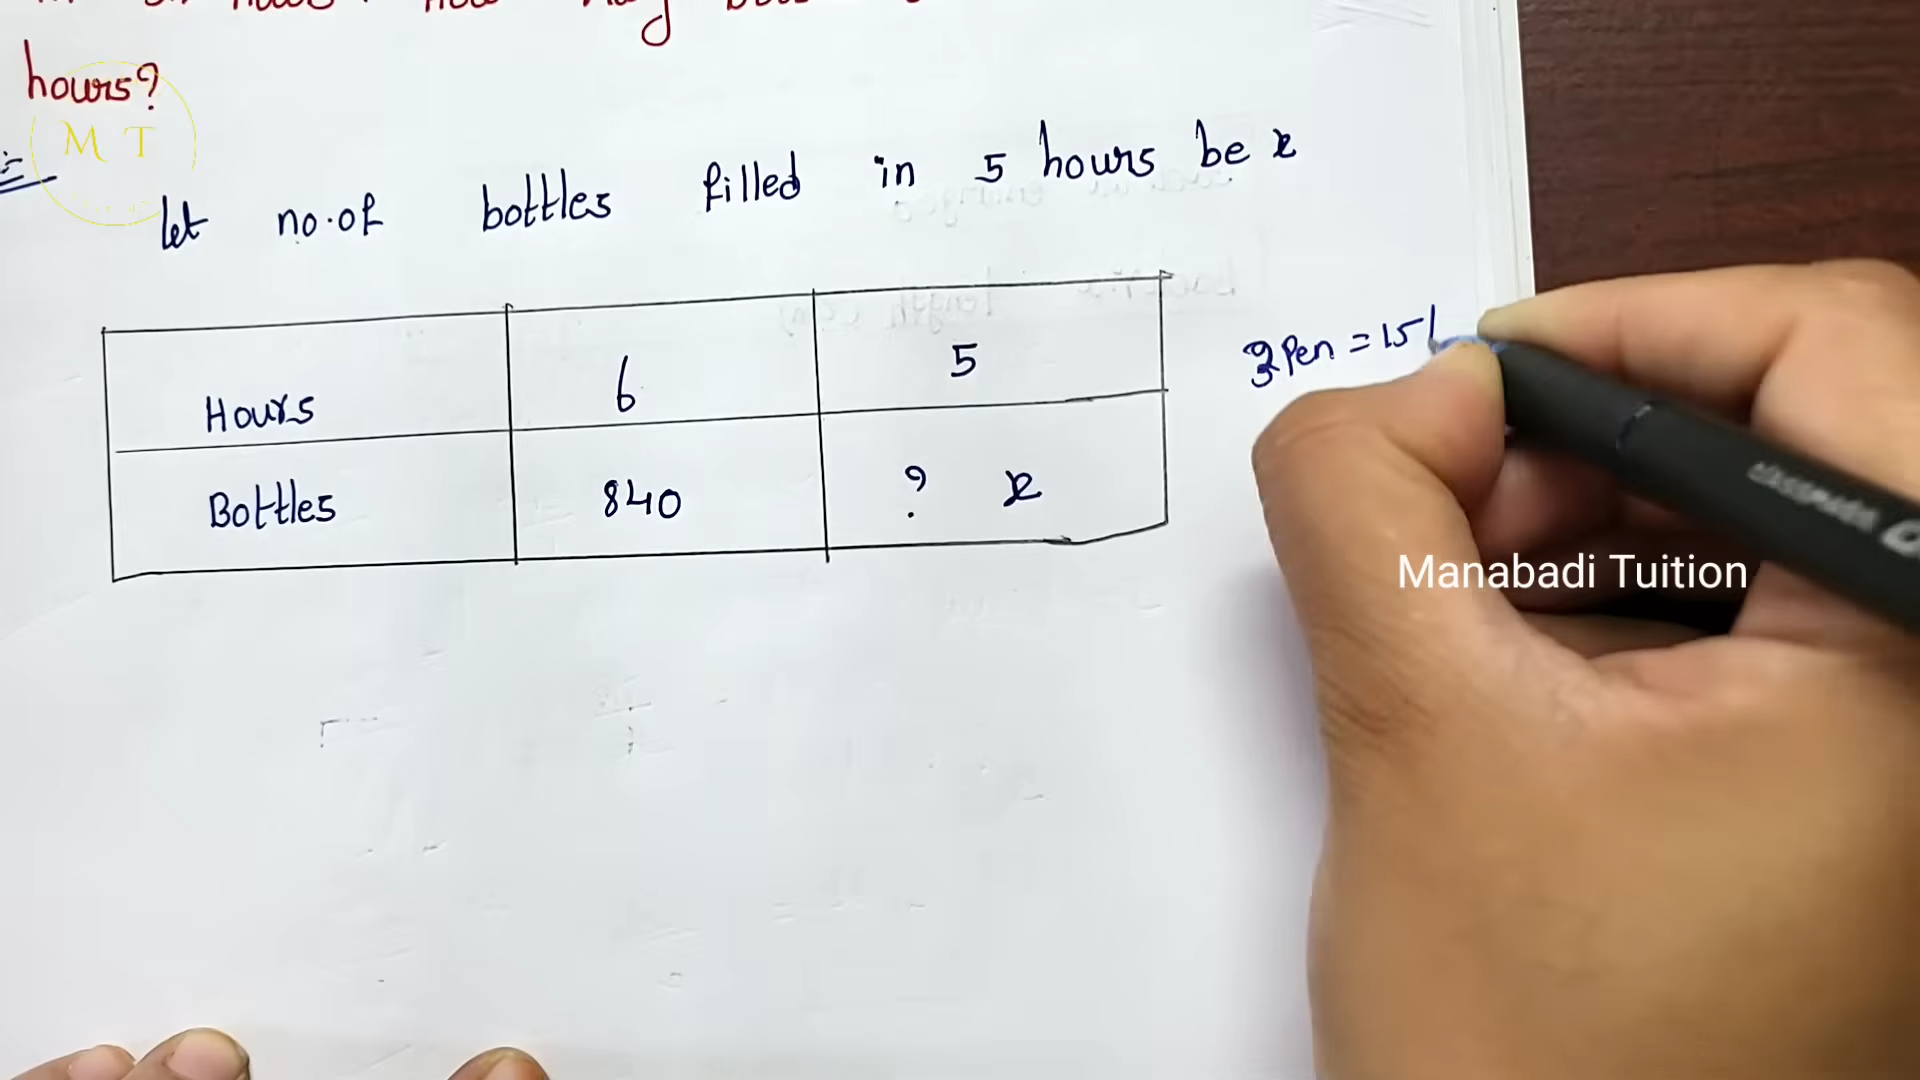 hours?
M T
let no.of bottles filled in 5 hours be x
Hours 6 5
Bottles 840 ? x
3 Pen = 15/
Manabadi Tuition